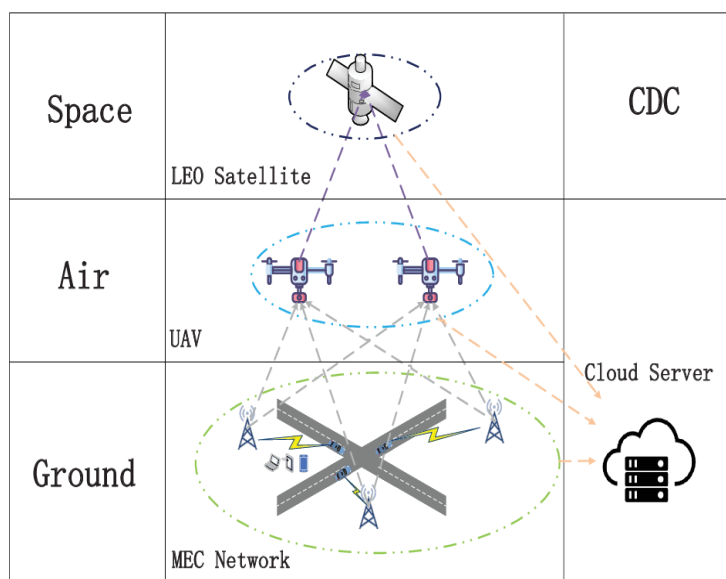 Space
CDC
LEO Satellite
Air
UAV
Cloud Server
Ground
MEC Network